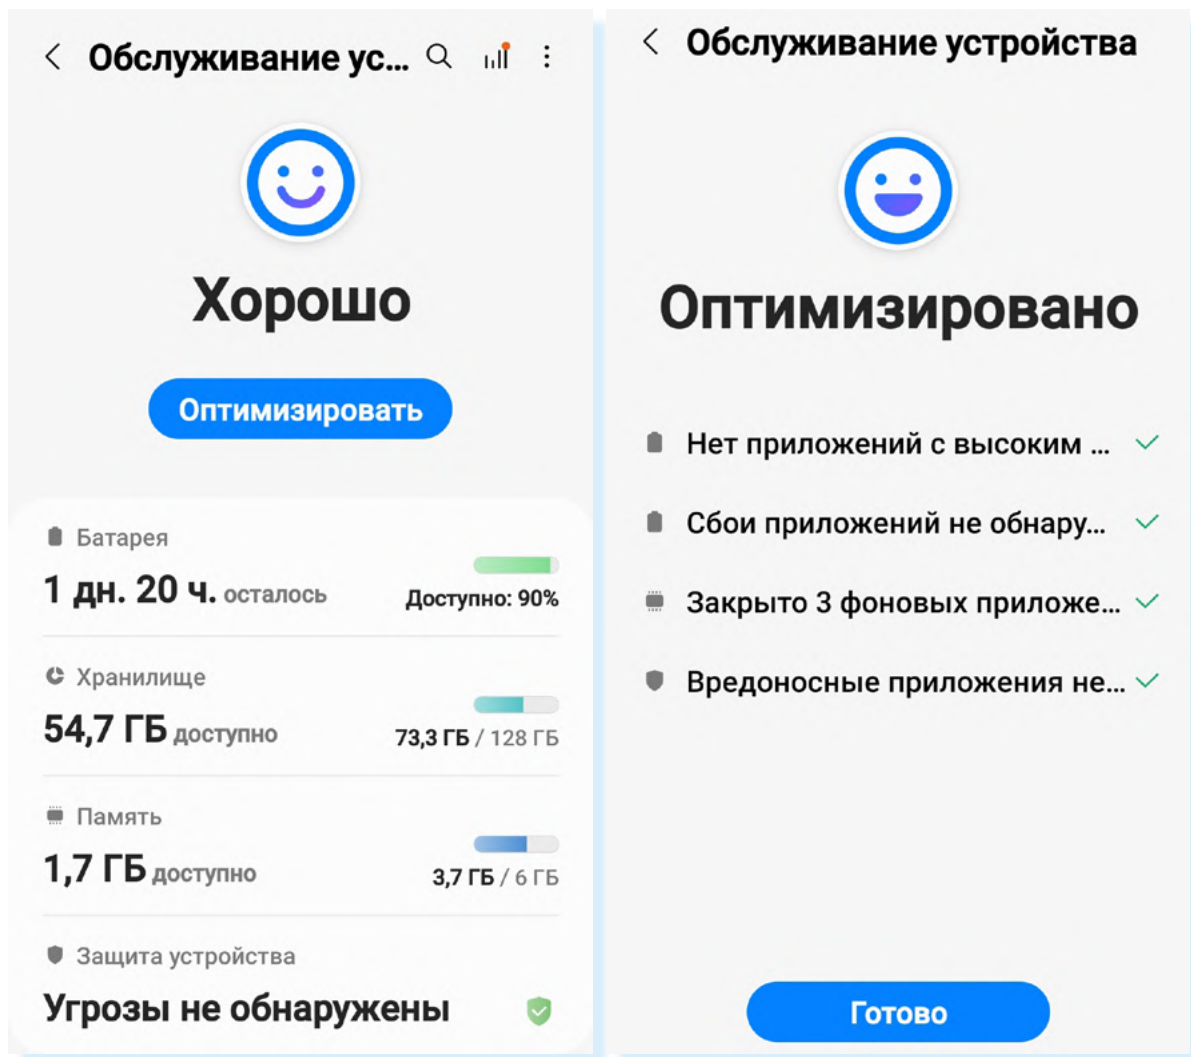 Обслуживание ус...
Хорошо
Оптимизировать
Батарея
1 дн. 20 ч. осталось
Доступно: 90%
Хранилище
54,7 ГБ доступно
73,3 ГБ / 128 ГБ
Память
1,7 ГБ доступно
3,7 ГБ / 6 ГБ
Защита устройства
Угрозы не обнаружены
Обслуживание устройства
Оптимизировано
Нет приложений с высоким ...
Сбои приложений не обнару...
Закрыто 3 фоновых приложе...
Вредоносные приложения не...
Готово